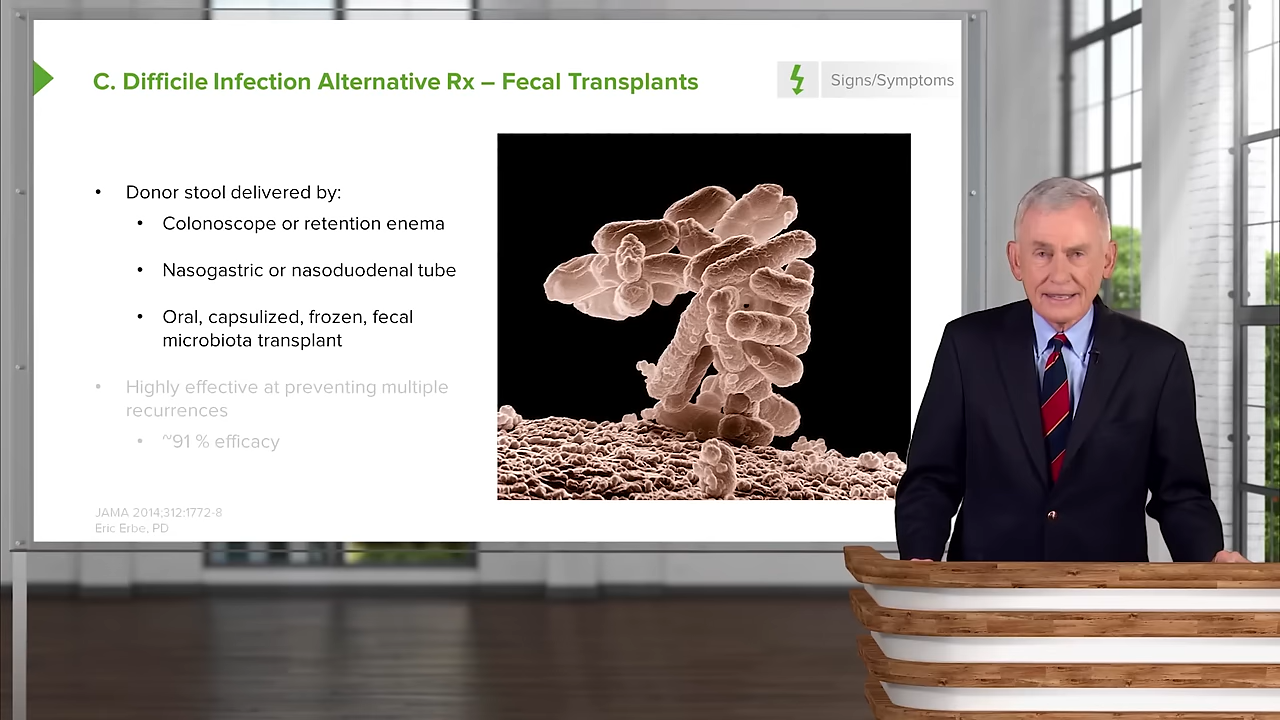 C. Difficile Infection Alternative Rx – Fecal Transplants
Signs/Symptoms
• Donor stool delivered by:
• Colonoscope or retention enema
• Nasogastric or nasoduodenal tube
• Oral, capsulized, frozen, fecal
microbiota transplant
• Highly effective at preventing multiple
recurrences
• ~91 % efficacy
JAMA 2014;312:1772-8
Eric Erbe, PD